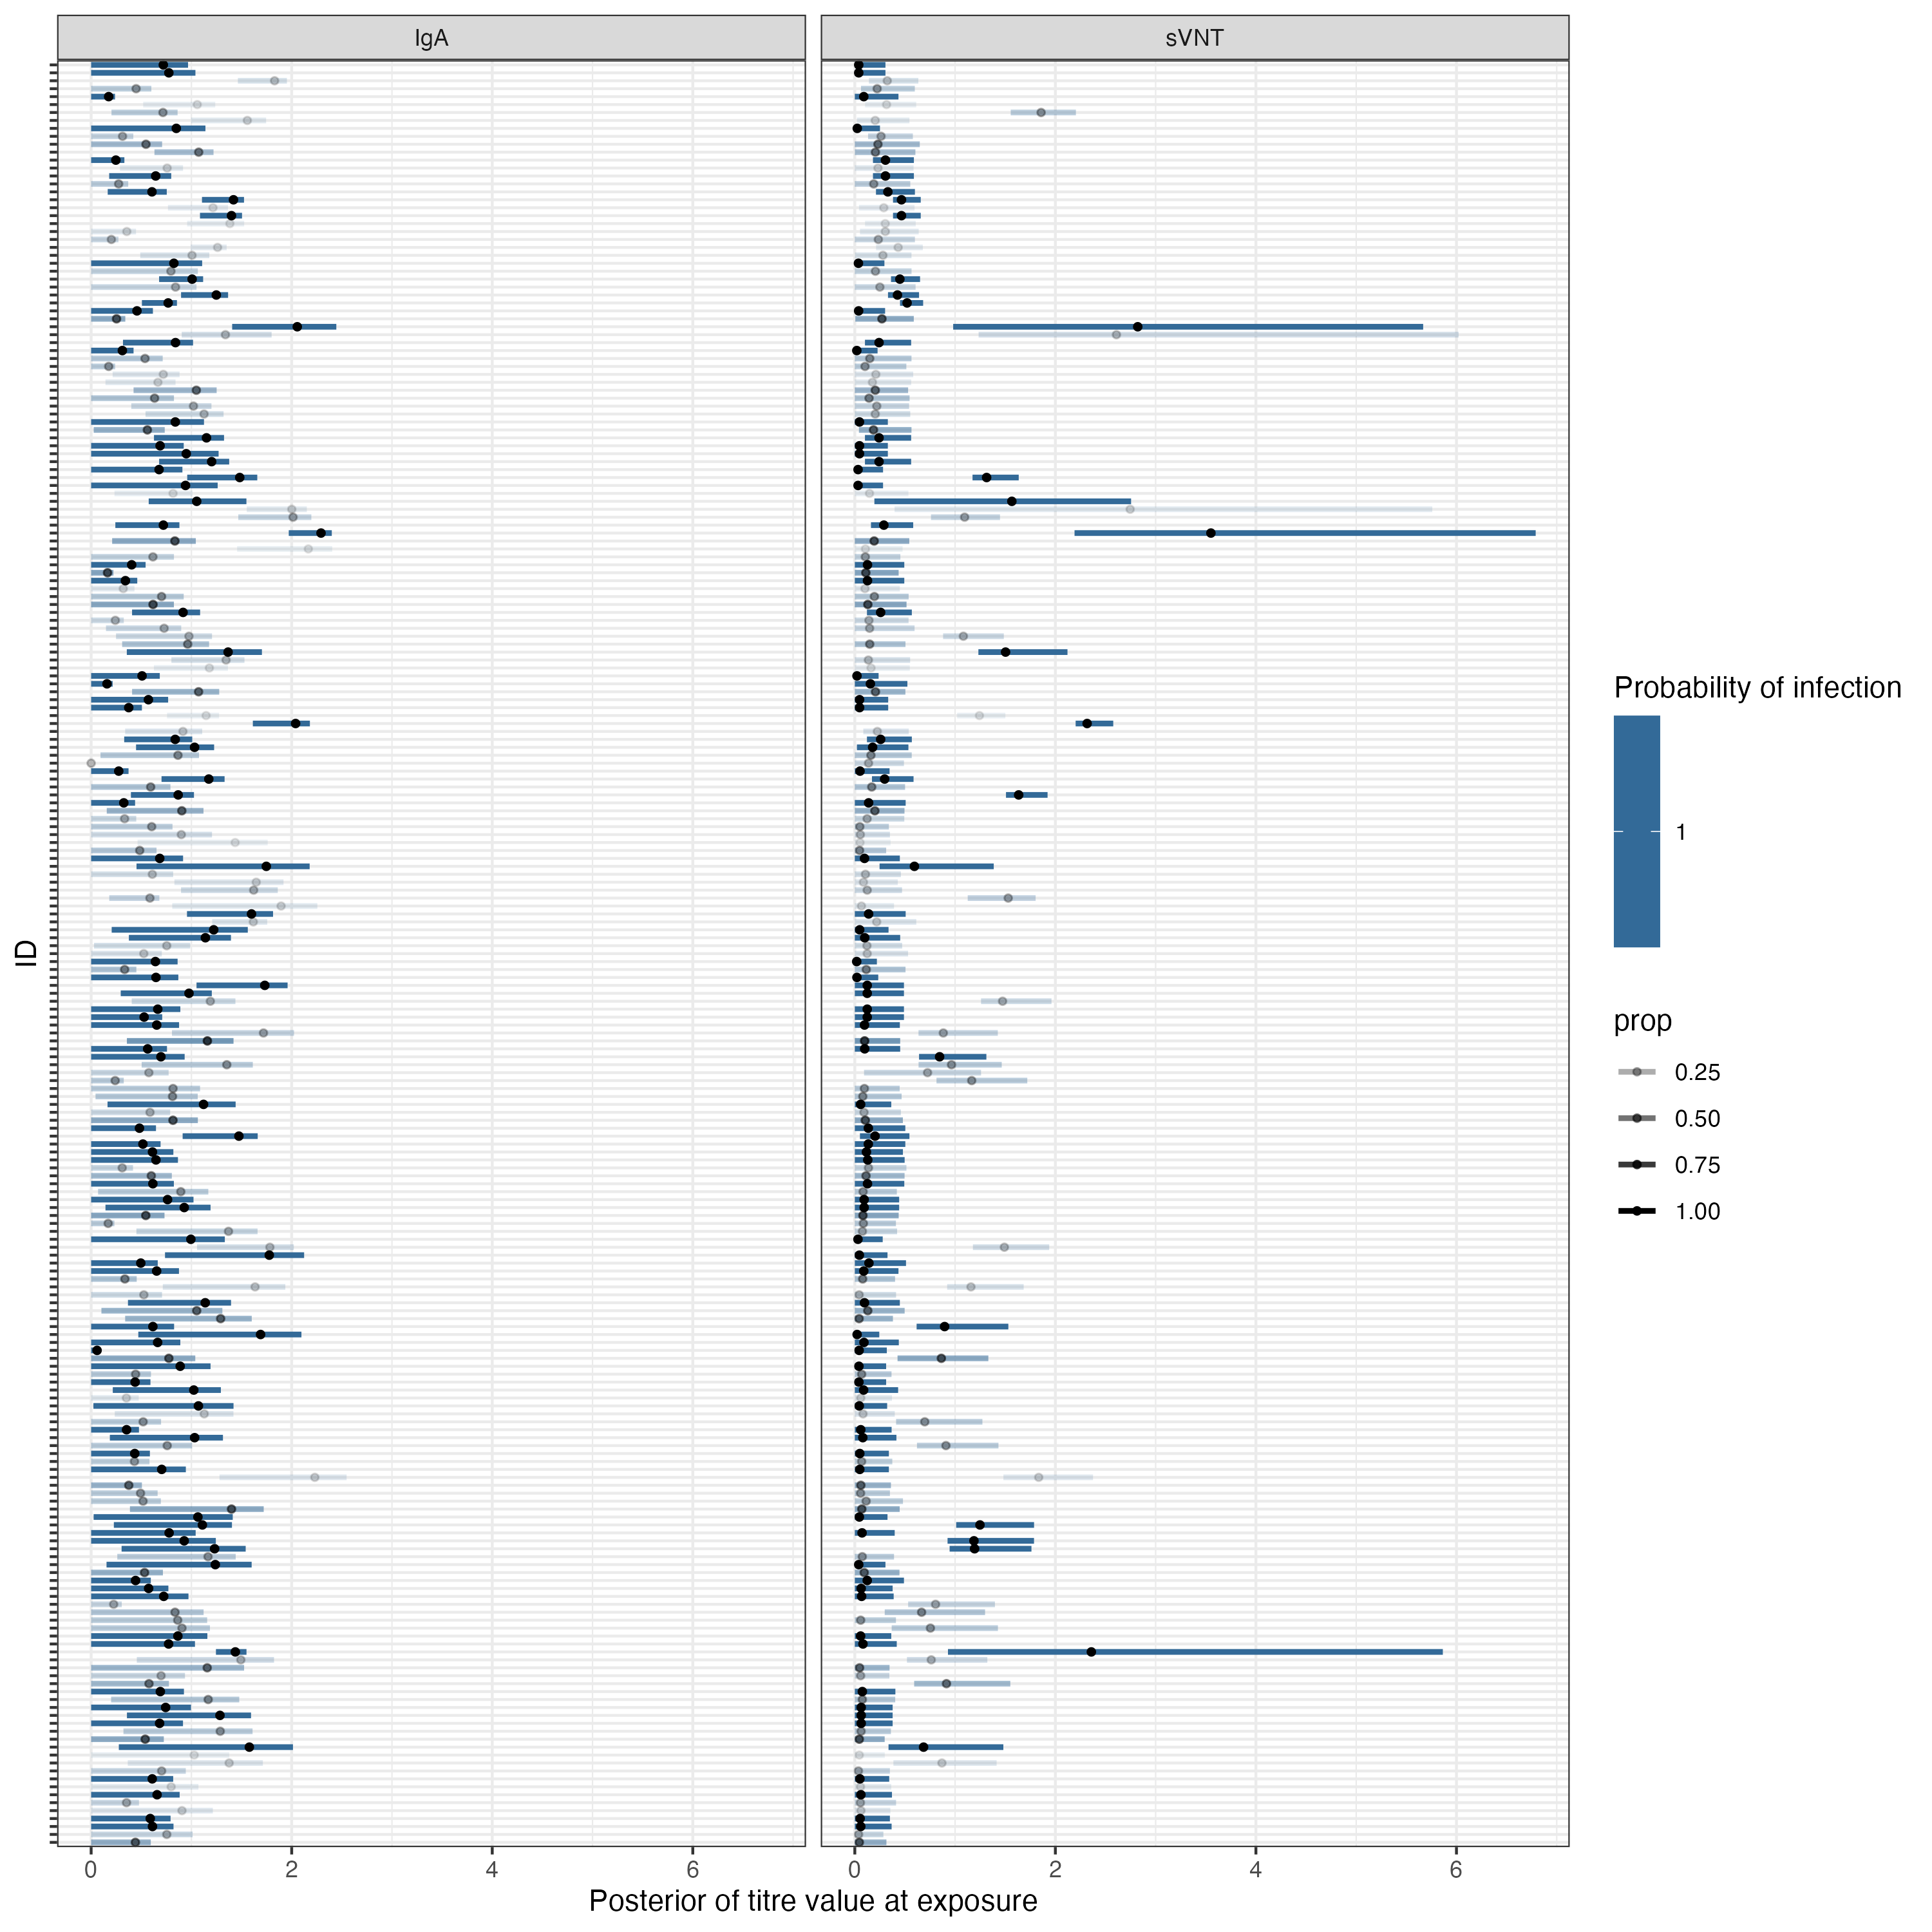 IgA
sVNT
ID
0
2
4
6
0
2
4
6
Posterior of titre value at exposure
Probability of infection
1
prop
0.25
0.50
0.75
1.00